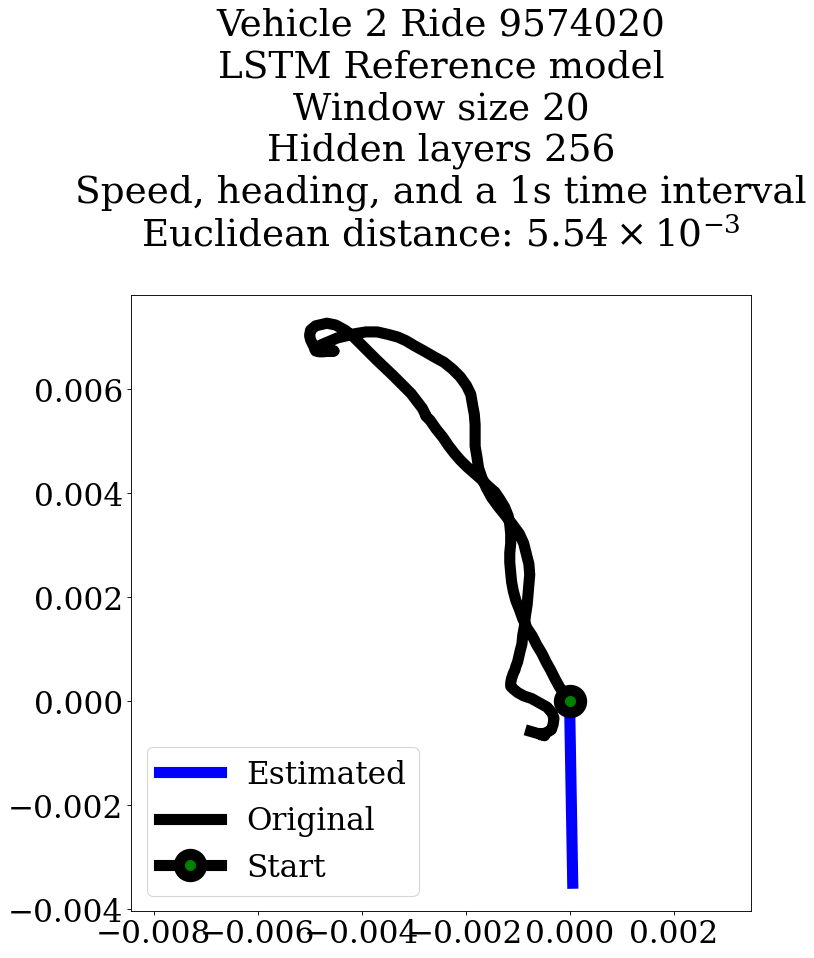 Vehicle 2 Ride 9574020
LSTM Reference model
Window size 20
Hidden layers 256
Speed, heading, and a 1s time interval
Euclidean distance: 5.54 × 10⁻³
0.006
0.004
0.002
0.000
−0.002
−0.004
Estimated
Original
Start
−0.008 −0.006 −0.004 −0.002 0.000 0.002